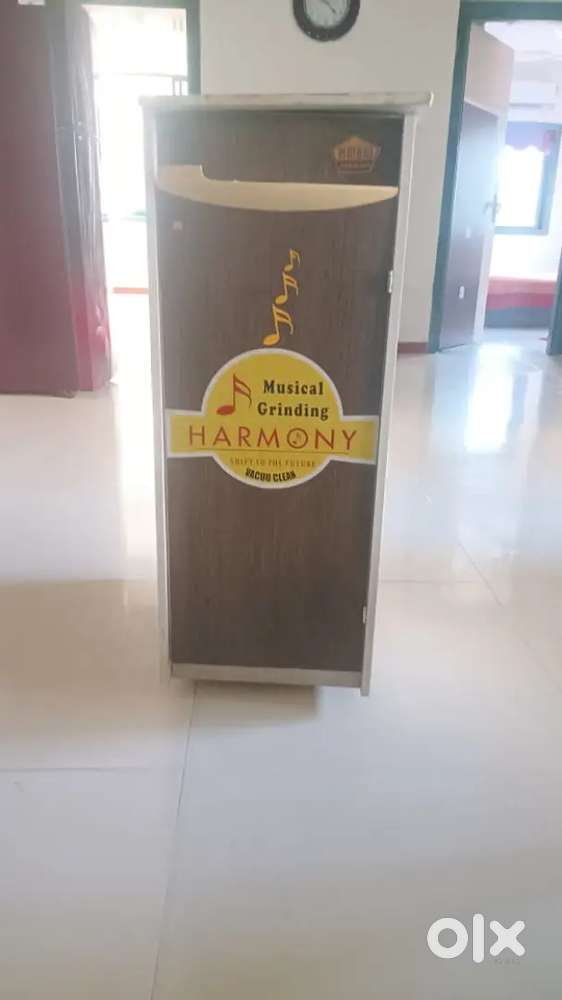 Musical
Grinding
HARMONY
SHIFT TO THE FUTURE
VACUU CLEAN
olx